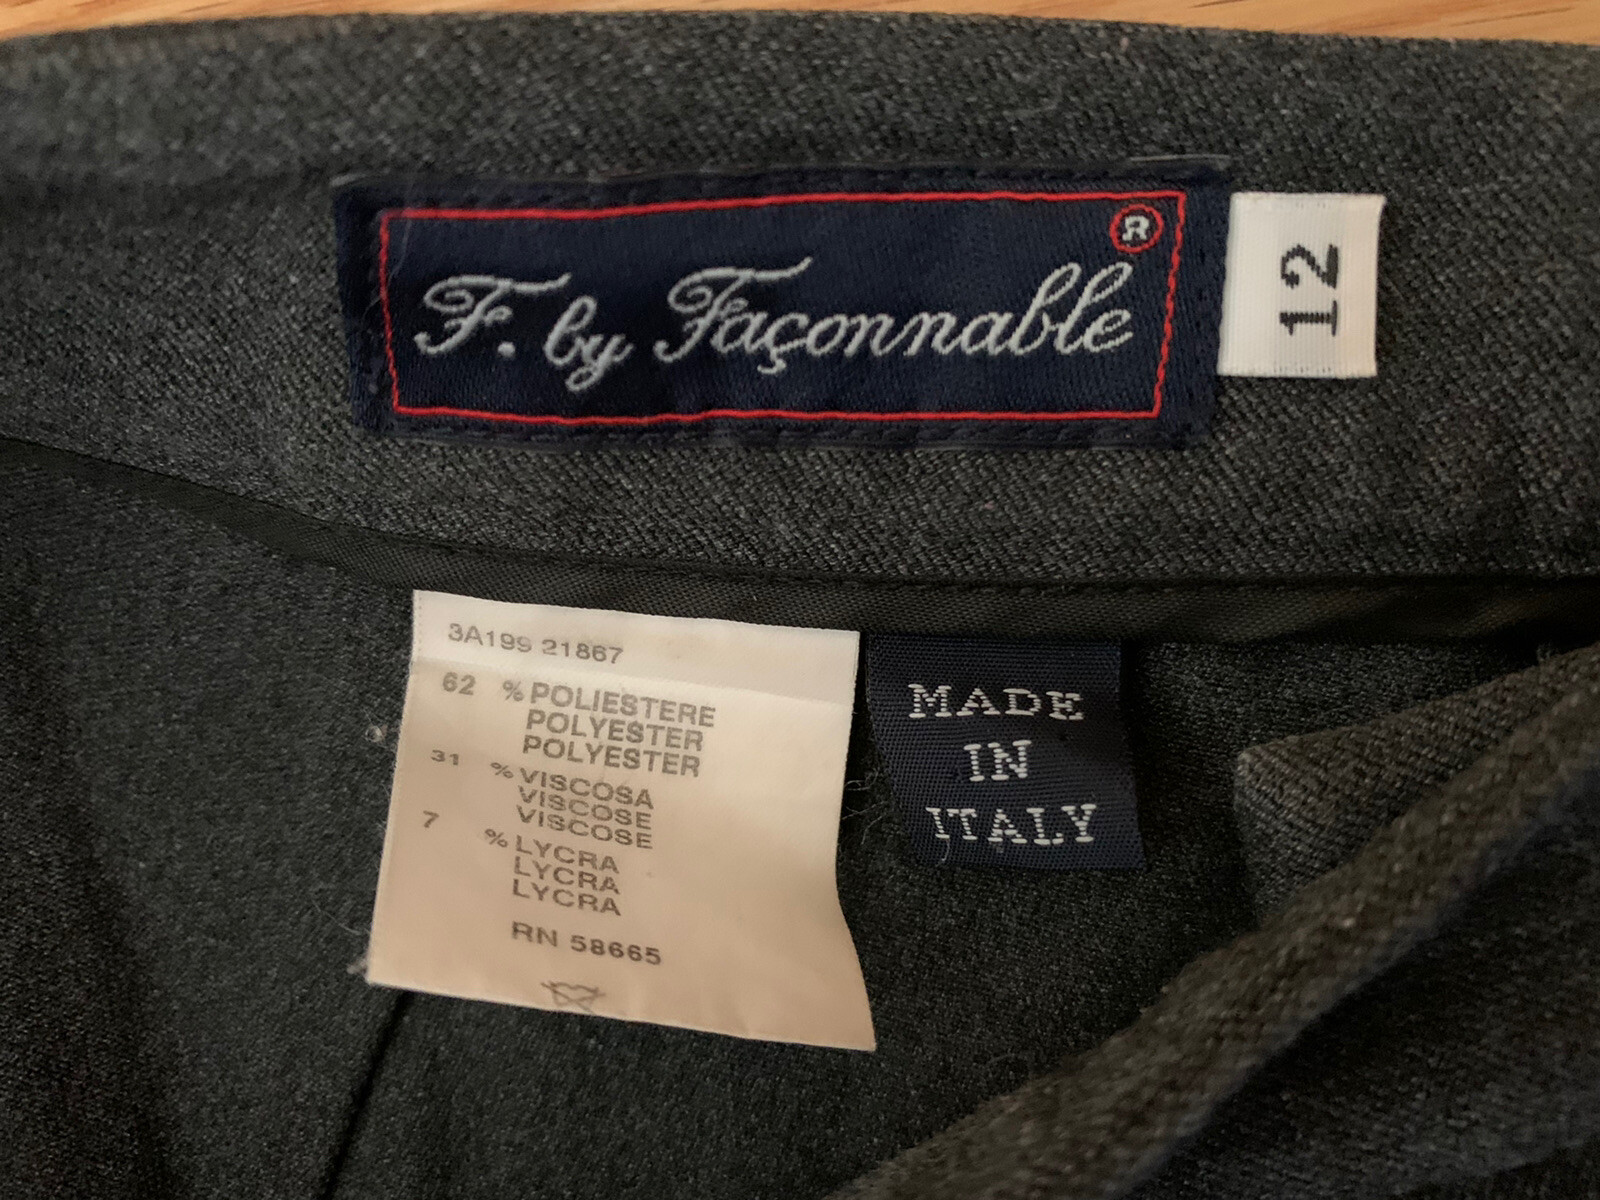 F. by Façonnable ®
12
3A199 21867
62 % POLIESTERE
POLYESTER
POLYESTER
31 % VISCOSA
VISCOSE
VISCOSE
7 % LYCRA
LYCRA
LYCRA
RN 58665
MADE
IN
ITALY